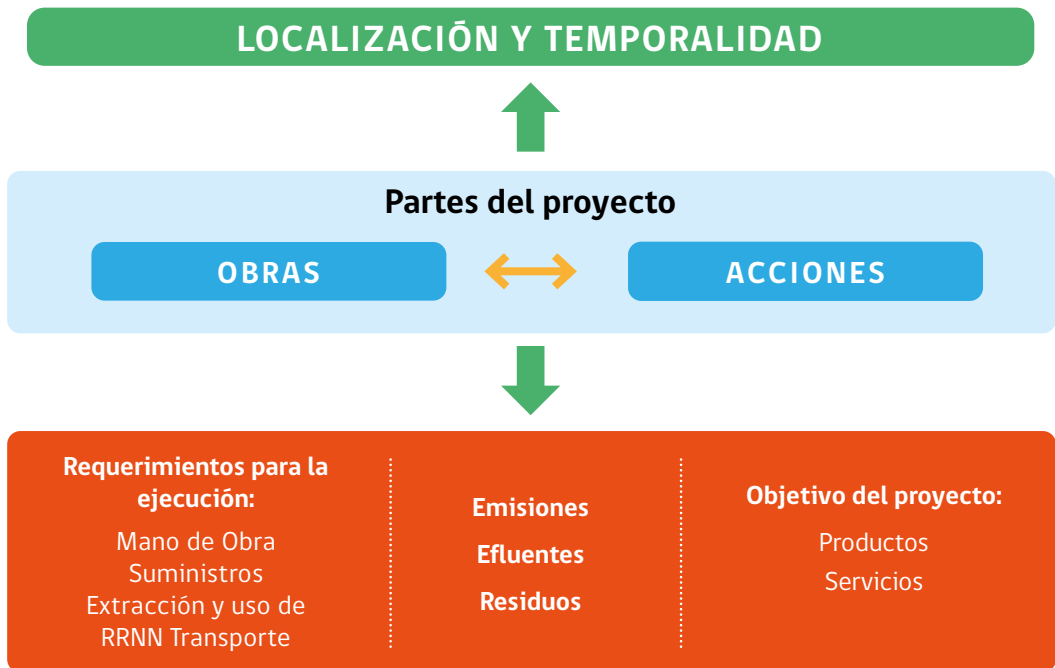 LOCALIZACIÓN Y TEMPORALIDAD
Partes del proyecto
OBRAS
ACCIONES
Requerimientos para la
ejecución:
Mano de Obra
Suministros
Extracción y uso de
RRNN Transporte
Emisiones
Efluentes
Residuos
Objetivo del proyecto:
Productos
Servicios